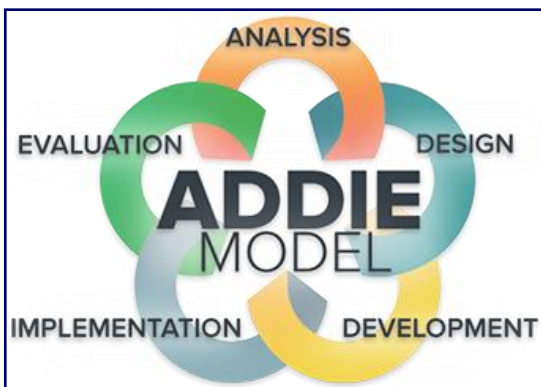 ANALYSIS
EVALUATION
DESIGN
ADDIE
MODEL
IMPLEMENTATION
DEVELOPMENT